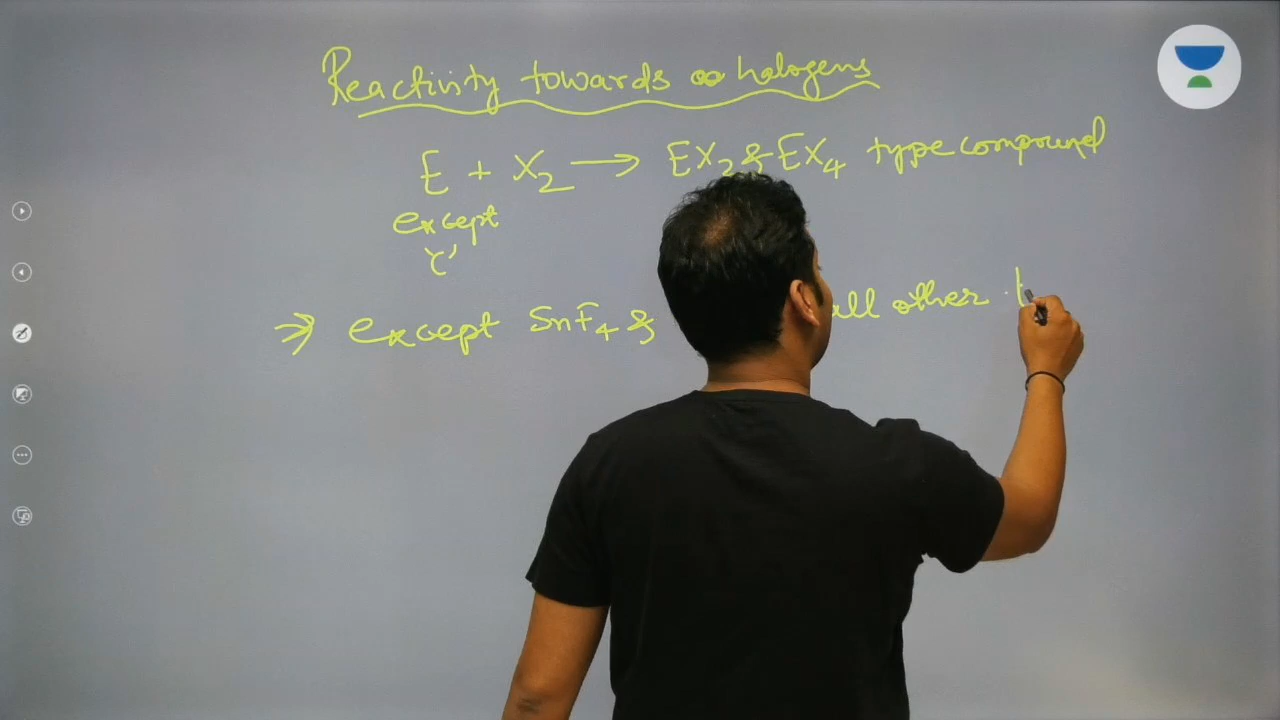 Reactivity towards halogens
E + X₂ → EX₂ & EX₄ type compound
except
'C'
⇒ except SnF₄ & all other